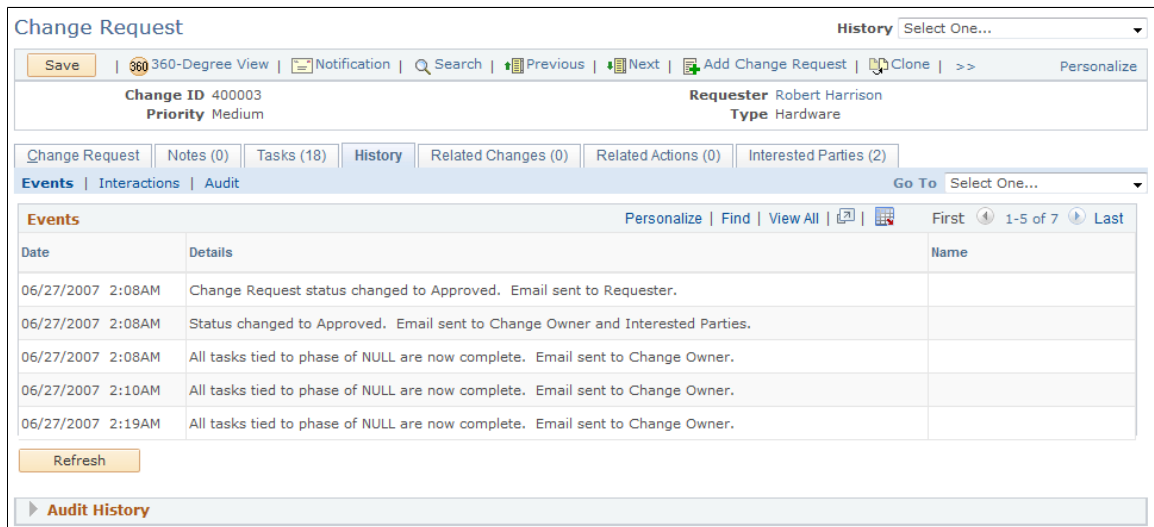 Change Request History Select One...
Save | 360 360-Degree View | Notification | Search | Previous | Next | Add Change Request | Clone | >> Personalize
Change ID 400003 Requester Robert Harrison
Priority Medium Type Hardware
Change Request Notes (0) Tasks (18) History Related Changes (0) Related Actions (0) Interested Parties (2)
Events | Interactions | Audit Go To Select One...
Events Personalize | Find | View All | | First 1-5 of 7 Last
Date Details Name
06/27/2007 2:08AM Change Request status changed to Approved. Email sent to Requester.
06/27/2007 2:08AM Status changed to Approved. Email sent to Change Owner and Interested Parties.
06/27/2007 2:08AM All tasks tied to phase of NULL are now complete. Email sent to Change Owner.
06/27/2007 2:10AM All tasks tied to phase of NULL are now complete. Email sent to Change Owner.
06/27/2007 2:19AM All tasks tied to phase of NULL are now complete. Email sent to Change Owner.
Refresh
Audit History